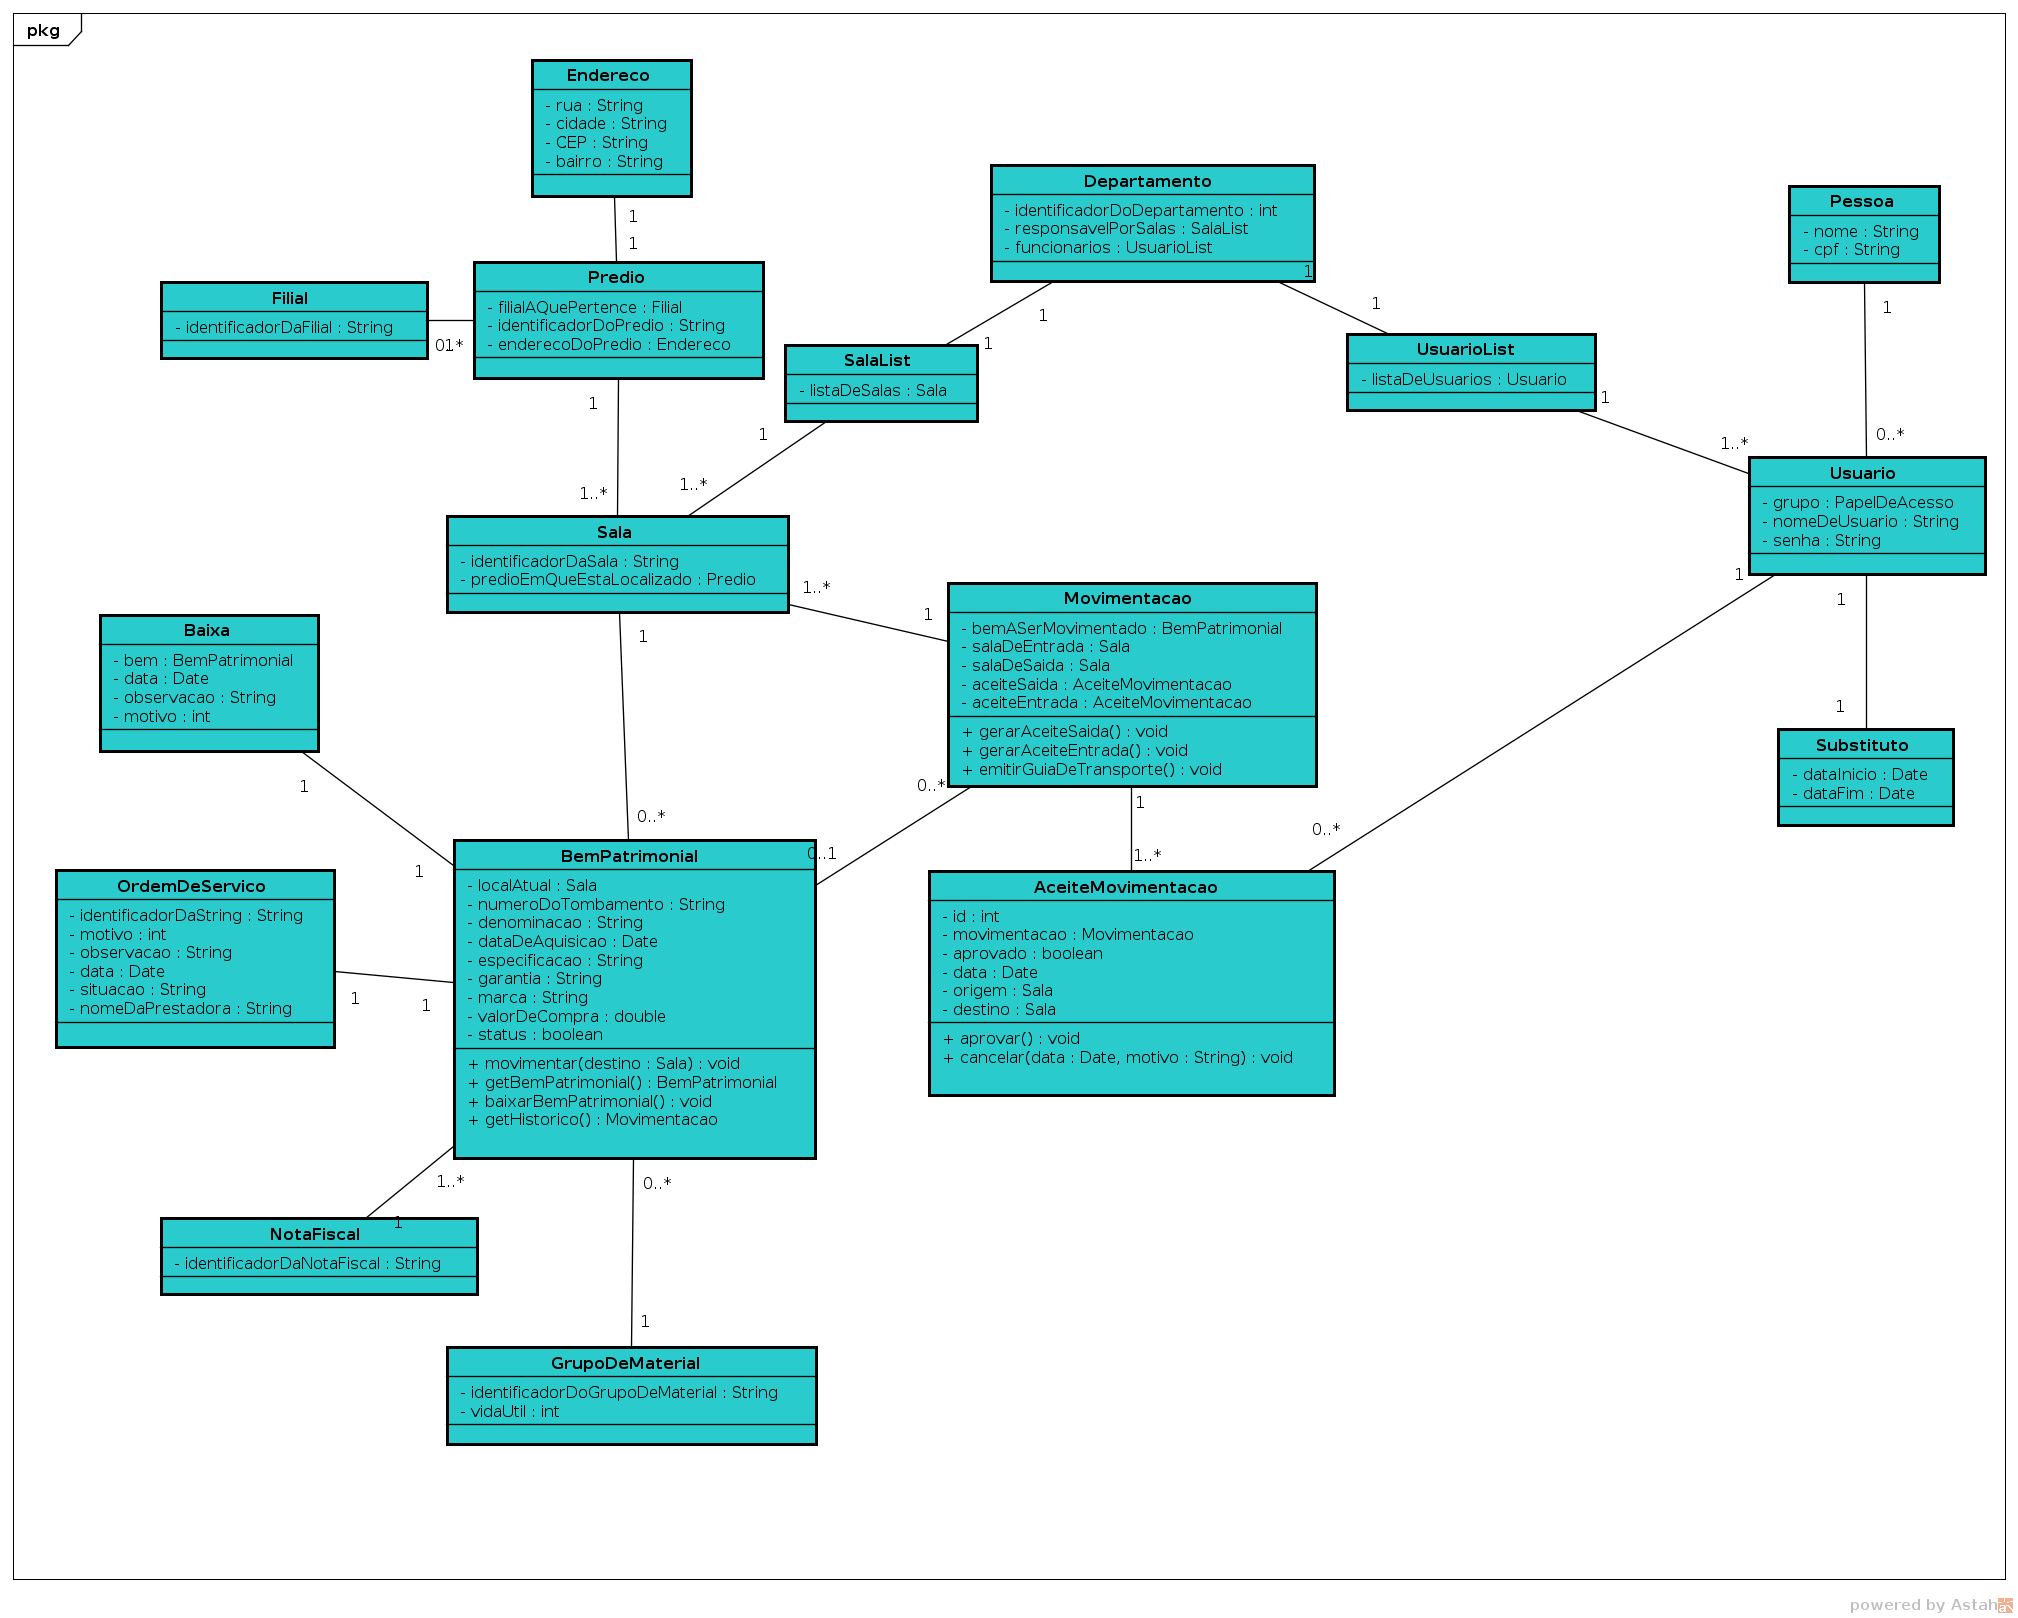 pkg
Endereco
- rua : String
- cidade : String
- CEP : String
- bairro : String
1
1
Departamento
- identificadorDoDepartamento : int
- responsavelPorSalas : SalaList
- funcionarios : UsuarioList
1
1
1
1
Pessoa
- nome : String
- cpf : String
1
0..*
Filial
- identificadorDaFilial : String
01*
Predio
- filialAQuePertence : Filial
- identificadorDoPredio : String
- enderecoDoPredio : Endereco
1
1..*
SalaList
- listaDeSalas : Sala
1
1..*
UsuarioList
- listaDeUsuarios : Usuario
1
1..*
Usuario
- grupo : PapelDeAcesso
- nomeDeUsuario : String
- senha : String
1
1
1
0..*
Sala
- identificadorDaSala : String
- predioEmQueEstaLocalizado : Predio
1..*
1
1
0..*
Movimentacao
- bemASerMovimentado : BemPatrimonial
- salaDeEntrada : Sala
- salaDeSaida : Sala
- aceiteSaida : AceiteMovimentacao
- aceiteEntrada : AceiteMovimentacao
+ gerarAceiteSaida() : void
+ gerarAceiteEntrada() : void
+ emitirGuiaDeTransporte() : void
0..*
0..1
1
1..*
Baixa
- bem : BemPatrimonial
- data : Date
- observacao : String
- motivo : int
1
1
Substituto
- dataInicio : Date
- dataFim : Date
BemPatrimonial
- localAtual : Sala
- numeroDoTombamento : String
- denominacao : String
- dataDeAquisicao : Date
- especificacao : String
- garantia : String
- marca : String
- valorDeCompra : double
- status : boolean
+ movimentar(destino : Sala) : void
+ getBemPatrimonial() : BemPatrimonial
+ baixarBemPatrimonial() : void
+ getHistorico() : Movimentacao
OrdemDeServico
- identificadorDaString : String
- motivo : int
- observacao : String
- data : Date
- situacao : String
- nomeDaPrestadora : String
1
1
AceiteMovimentacao
- id : int
- movimentacao : Movimentacao
- aprovado : boolean
- data : Date
- origem : Sala
- destino : Sala
+ aprovar() : void
+ cancelar(data : Date, motivo : String) : void
1..*
1
0..*
1
NotaFiscal
- identificadorDaNotaFiscal : String
GrupoDeMaterial
- identificadorDoGrupoDeMaterial : String
- vidaUtil : int
powered by Astah